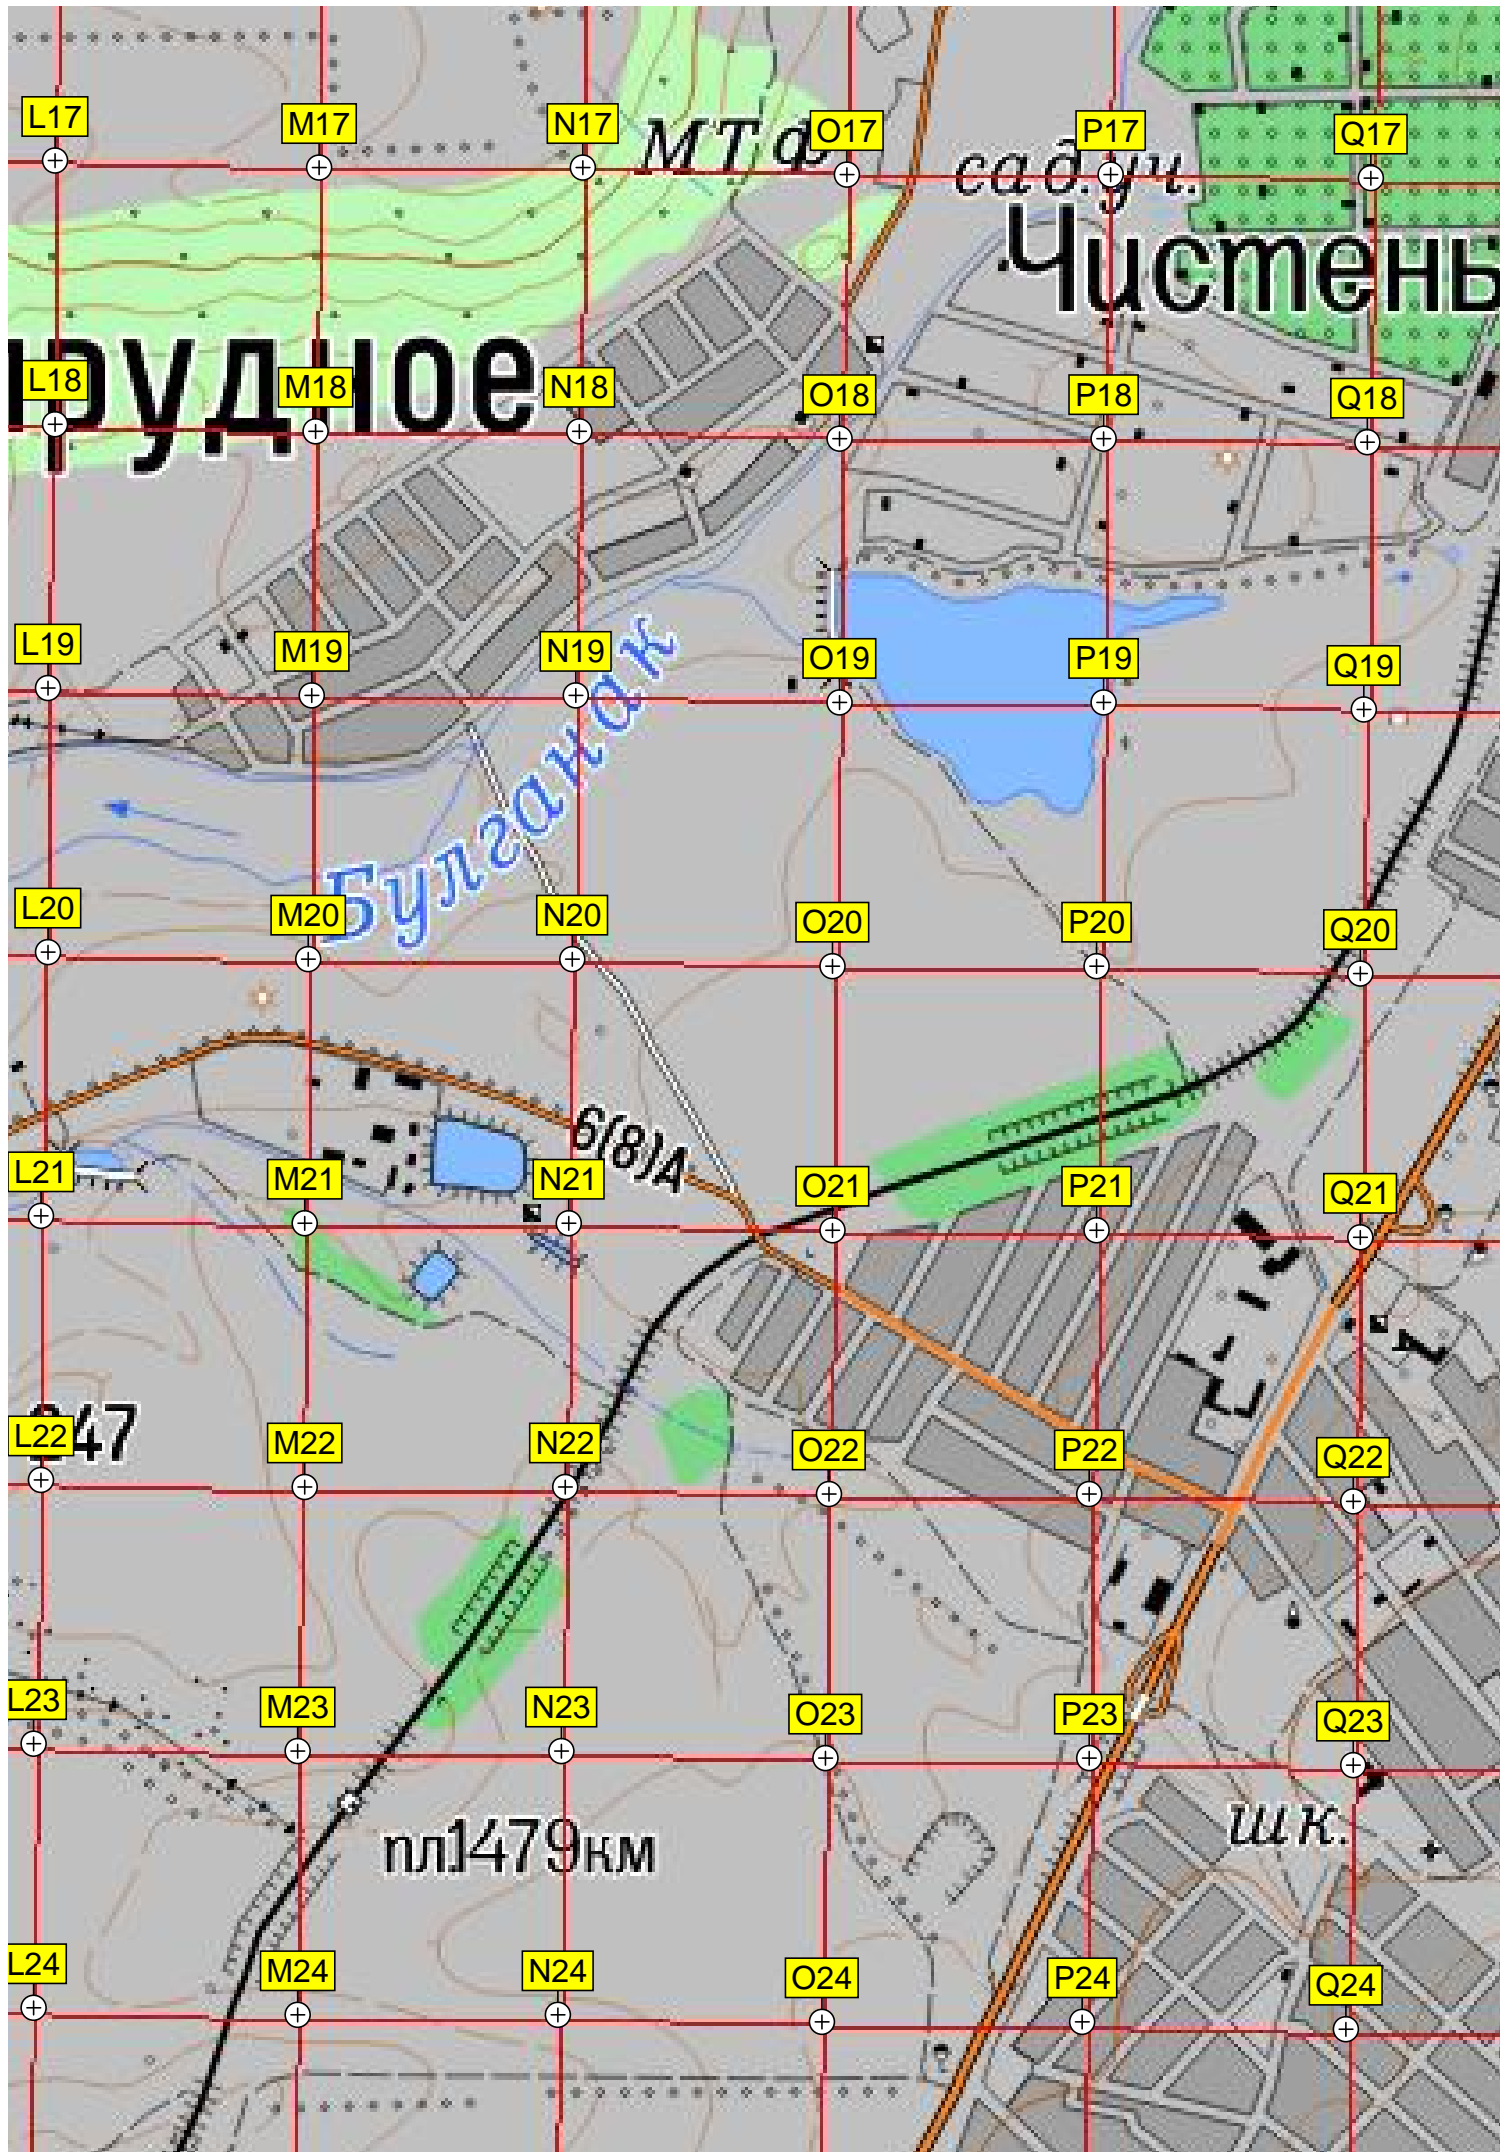 L17 M17 N17 O17 P17 Q17
МТФ
сад.уч.
Чистень
рудное
L18 M18 N18 O18 P18 Q18
L19 M19 N19 O19 P19 Q19
Булганак
L20 M20 N20 O20 P20 Q20
6(8)А
L21 M21 N21 O21 P21 Q21
L22 M22 N22 O22 P22 Q22
247
L23 M23 N23 O23 P23 Q23
пл1479км
шк.
L24 M24 N24 O24 P24 Q24